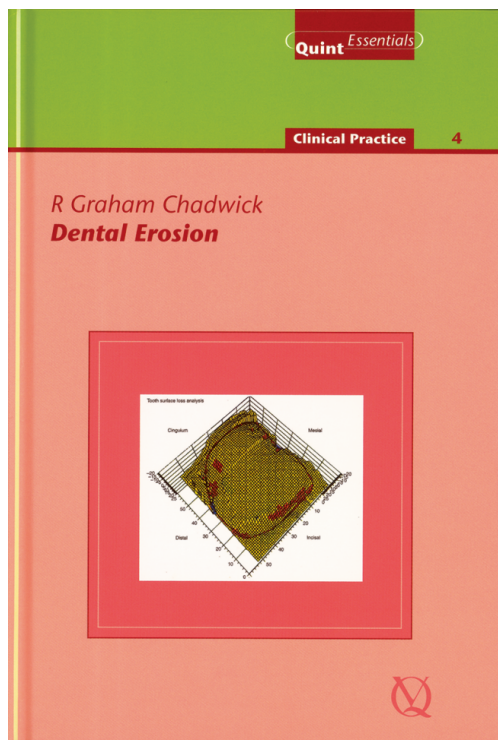 Quint Essentials
Clinical Practice 4
R Graham Chadwick
Dental Erosion
Tooth surface loss analysis
Cingulum Mesial
Distal Incisal